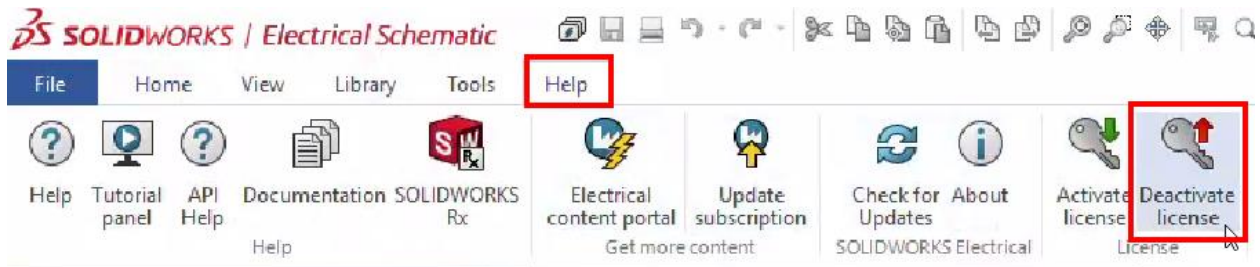 SOLIDWORKS | Electrical Schematic
File Home View Library Tools Help
Help Tutorial panel API Help Documentation SOLIDWORKS Rx Electrical content portal Update subscription Check for Updates About Activate license Deactivate license
Help Get more content SOLIDWORKS Electrical License